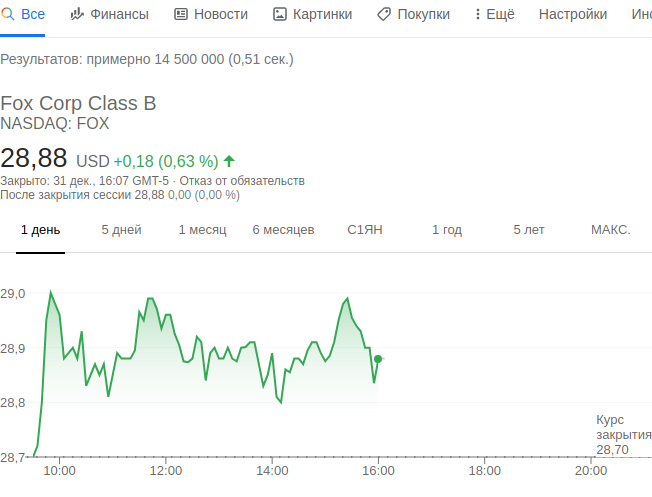 Все Финансы Новости Картинки Покупки Ещё Настройки Инс
Результатов: примерно 14 500 000 (0,51 сек.)
Fox Corp Class B
NASDAQ: FOX
28,88 USD +0,18 (0,63 %)
Закрыто: 31 дек., 16:07 GMT-5 · Отказ от обязательств
После закрытия сессии 28,88 0,00 (0,00 %)
1 день 5 дней 1 месяц 6 месяцев С1ЯН 1 год 5 лет МАКС.
29,0
28,9
28,8
Курс
закрытия
28,70
28,7
10:00 12:00 14:00 16:00 18:00 20:00